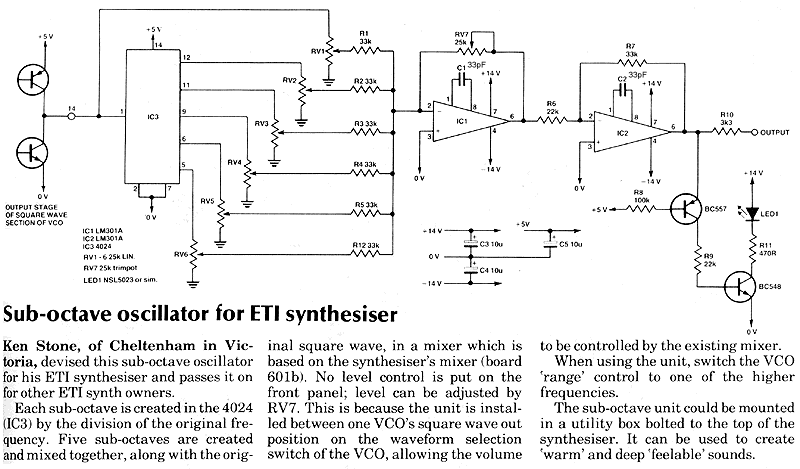 +5V
14
RV1
R1
33k
12
RV2
R2 33k
11
RV3
R3 33k
9
RV4
R4 33k
6
RV5
R5 33k
5
RV6
R12 33k
14
1
IC3
2
7
0 V
+5 V
0 V
OUTPUT STAGE
OF SQUARE WAVE
SECTION OF VCO
IC1 LM301A
IC2 LM301A
IC3 4024
RV1 - 6 25k LIN.
RV7 25k trimpot
LED1 NSL5023 or sim.
RV7
25k
C1
33pF
+14 V
1
8
7
2
3
IC1
6
4
0 V
-14 V
R6
22k
R7
33k
C2
33pF
+14 V
1
8
7
2
3
IC2
6
4
0 V
-14 V
R10
3k3
OUTPUT
R8
100k
+5V
BC557
R9
22k
+14 V
LED1
R11
470R
BC548
0V
+14V
+5V
C3 10u
C5 10u
0V
C4 10u
-14V
Sub-octave oscillator for ETI synthesiser
Ken Stone, of Cheltenham in Vic-
toria, devised this sub-octave oscillator
for his ETI synthesiser and passes it on
for other ETI synth owners.
Each sub-octave is created in the 4024
(IC3) by the division of the original fre-
quency. Five sub-octaves are created
and mixed together, along with the orig-
inal square wave, in a mixer which is
based on the synthesiser's mixer (board
601b). No level control is put on the
front panel; level can be adjusted by
RV7. This is because the unit is instal-
led between one VCO's square wave out
position on the waveform selection
switch of the VCO, allowing the volume
to be controlled by the existing mixer.
When using the unit, switch the VCO
'range' control to one of the higher
frequencies.
The sub-octave unit could be mounted
in a utility box bolted to the top of the
synthesiser. It can be used to create
'warm' and deep 'feelable' sounds.